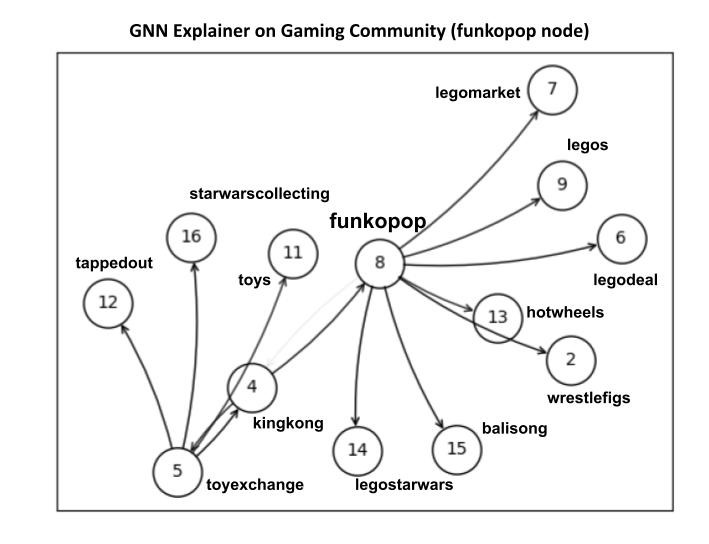 GNN Explainer on Gaming Community (funkopop node)
legomarket
7
legos
9
starwarscollecting
funkopop
16
11
8
6
tappedout
toys
legodeal
12
13
hotwheels
2
4
wrestlefigs
kingkong
balisong
14
15
5
toyexchange
legostarwars